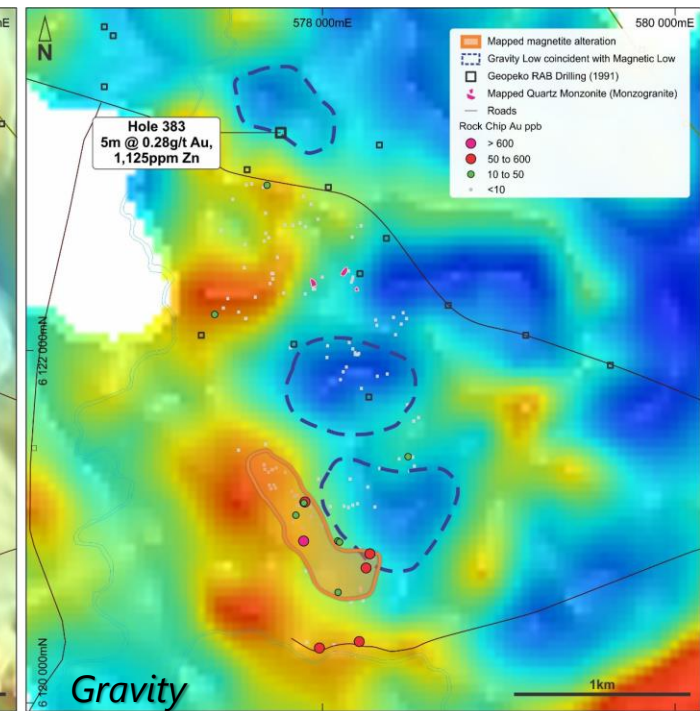 mE
578 000mE
580 000mE
N
Mapped magnetite alteration
Gravity Low coincident with Magnetic Low
Geopeko RAB Drilling (1991)
Mapped Quartz Monzonite (Monzogranite)
Roads
Rock Chip Au ppb
> 600
50 to 600
10 to 50
<10
Hole 383
5m @ 0.28g/t Au,
1,125ppm Zn
6 122 000mN
6 120 000mN
Gravity
1km